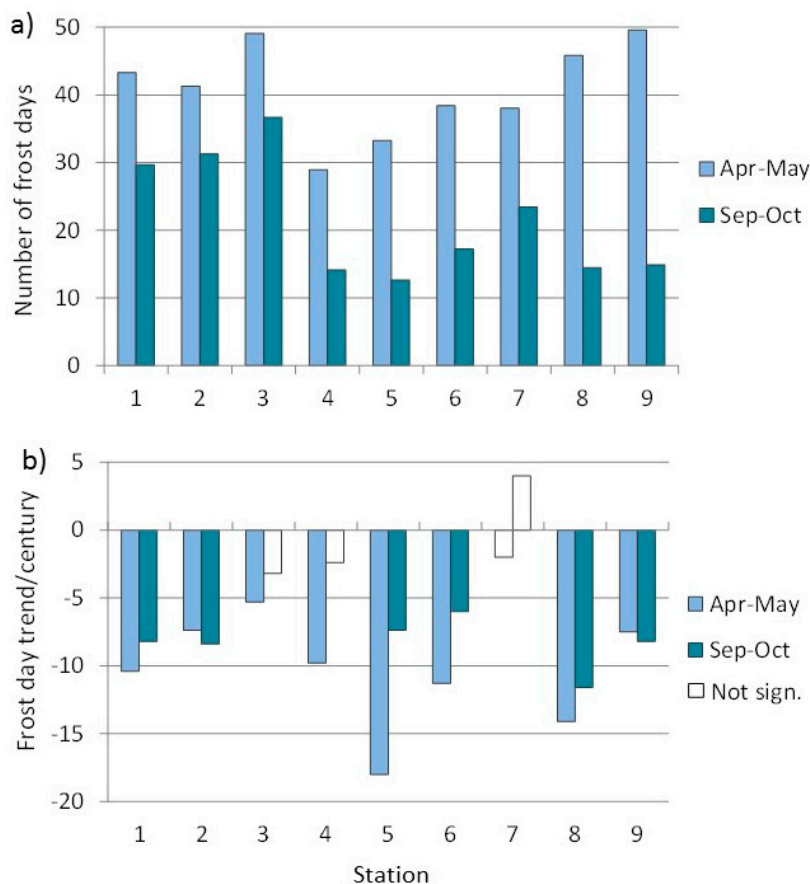 a)
Number of frost days
50
40
30
20
10
0
1 2 3 4 5 6 7 8 9
Apr-May
Sep-Oct
b)
Frost day trend/century
5
0
-5
-10
-15
-20
1 2 3 4 5 6 7 8 9
Station
Apr-May
Sep-Oct
Not sign.